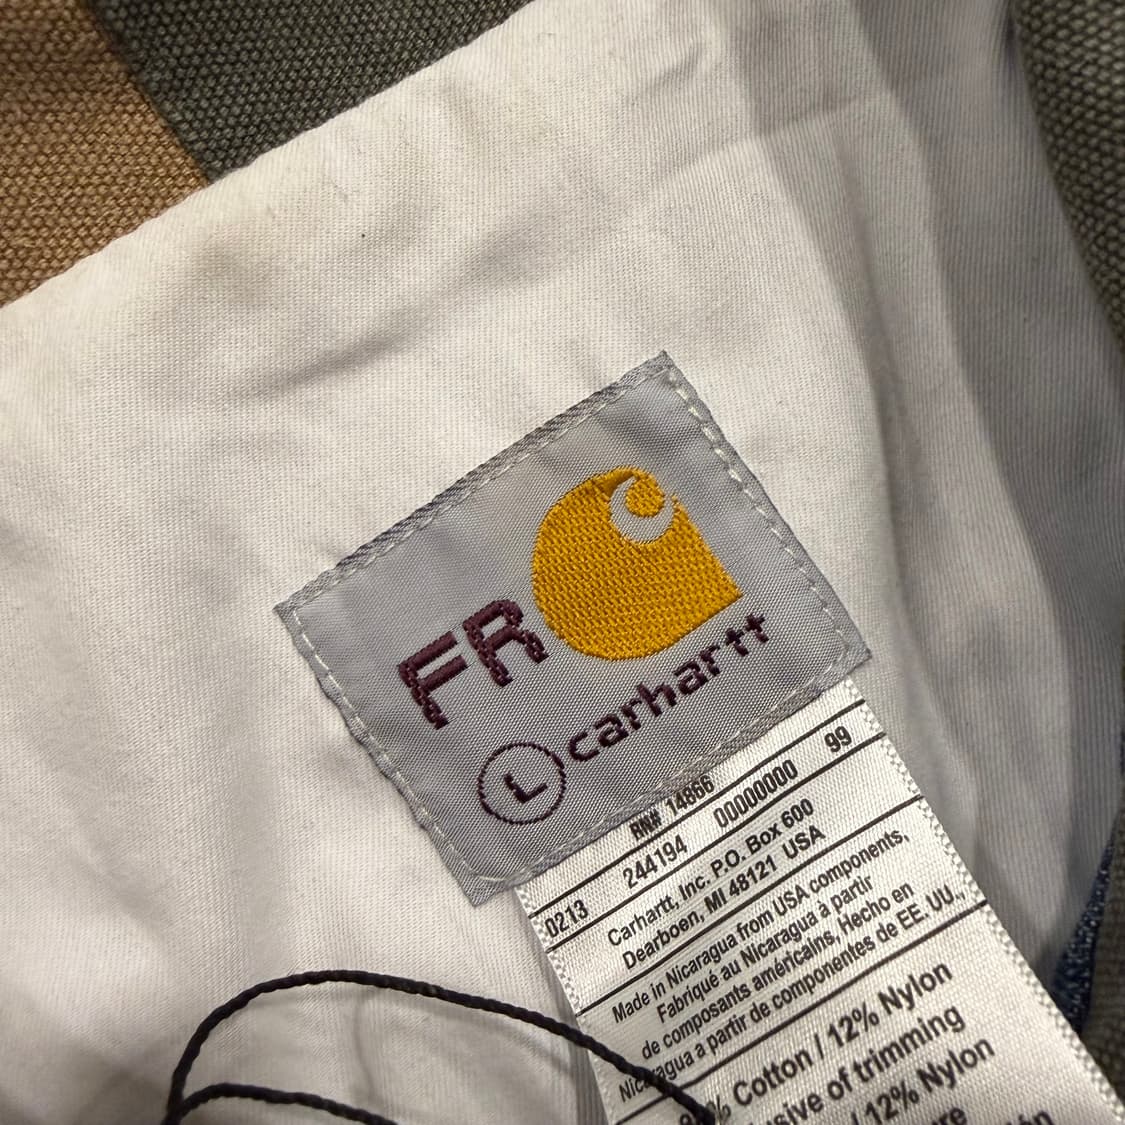 FR
L carhartt
RN# 14866 99
0213 244194 00000000
Carhartt, Inc. P.O. Box 600
Dearboen, MI 48121 USA
Made in Nicaragua from USA components,
Fabriqué au Nicaragua à partir
de composants américains, Hecho en
Nicaragua a partir de componentes de EE. UU.,
Cotton / 12% Nylon
of trimming
/ 12% Nylon